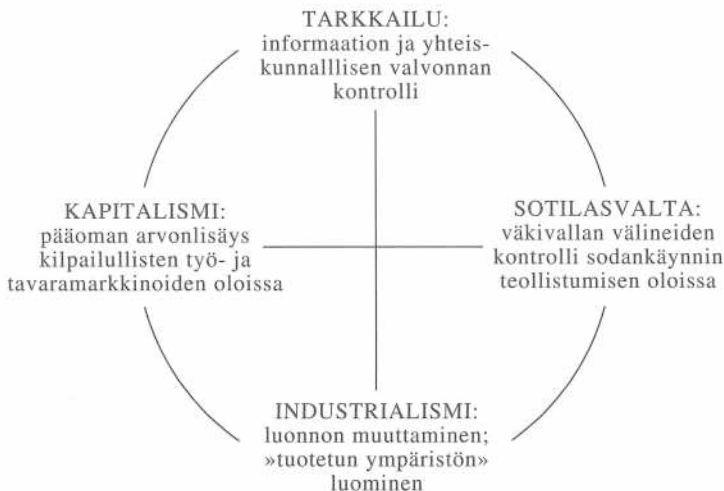 TARKKAILU:
informaation ja yhteis-
kunnalllisen valvonnan
kontrolli
KAPITALISMI:
pääoman arvonlisäys
kilpailullisten työ- ja
tavaramarkkinoiden oloissa
SOTILASVALTA:
väkivallan välineiden
kontrolli sodankäynnin
teollistumisen oloissa
INDUSTRIALISMI:
luonnon muuttaminen;
»tuotetun ympäristön»
luominen